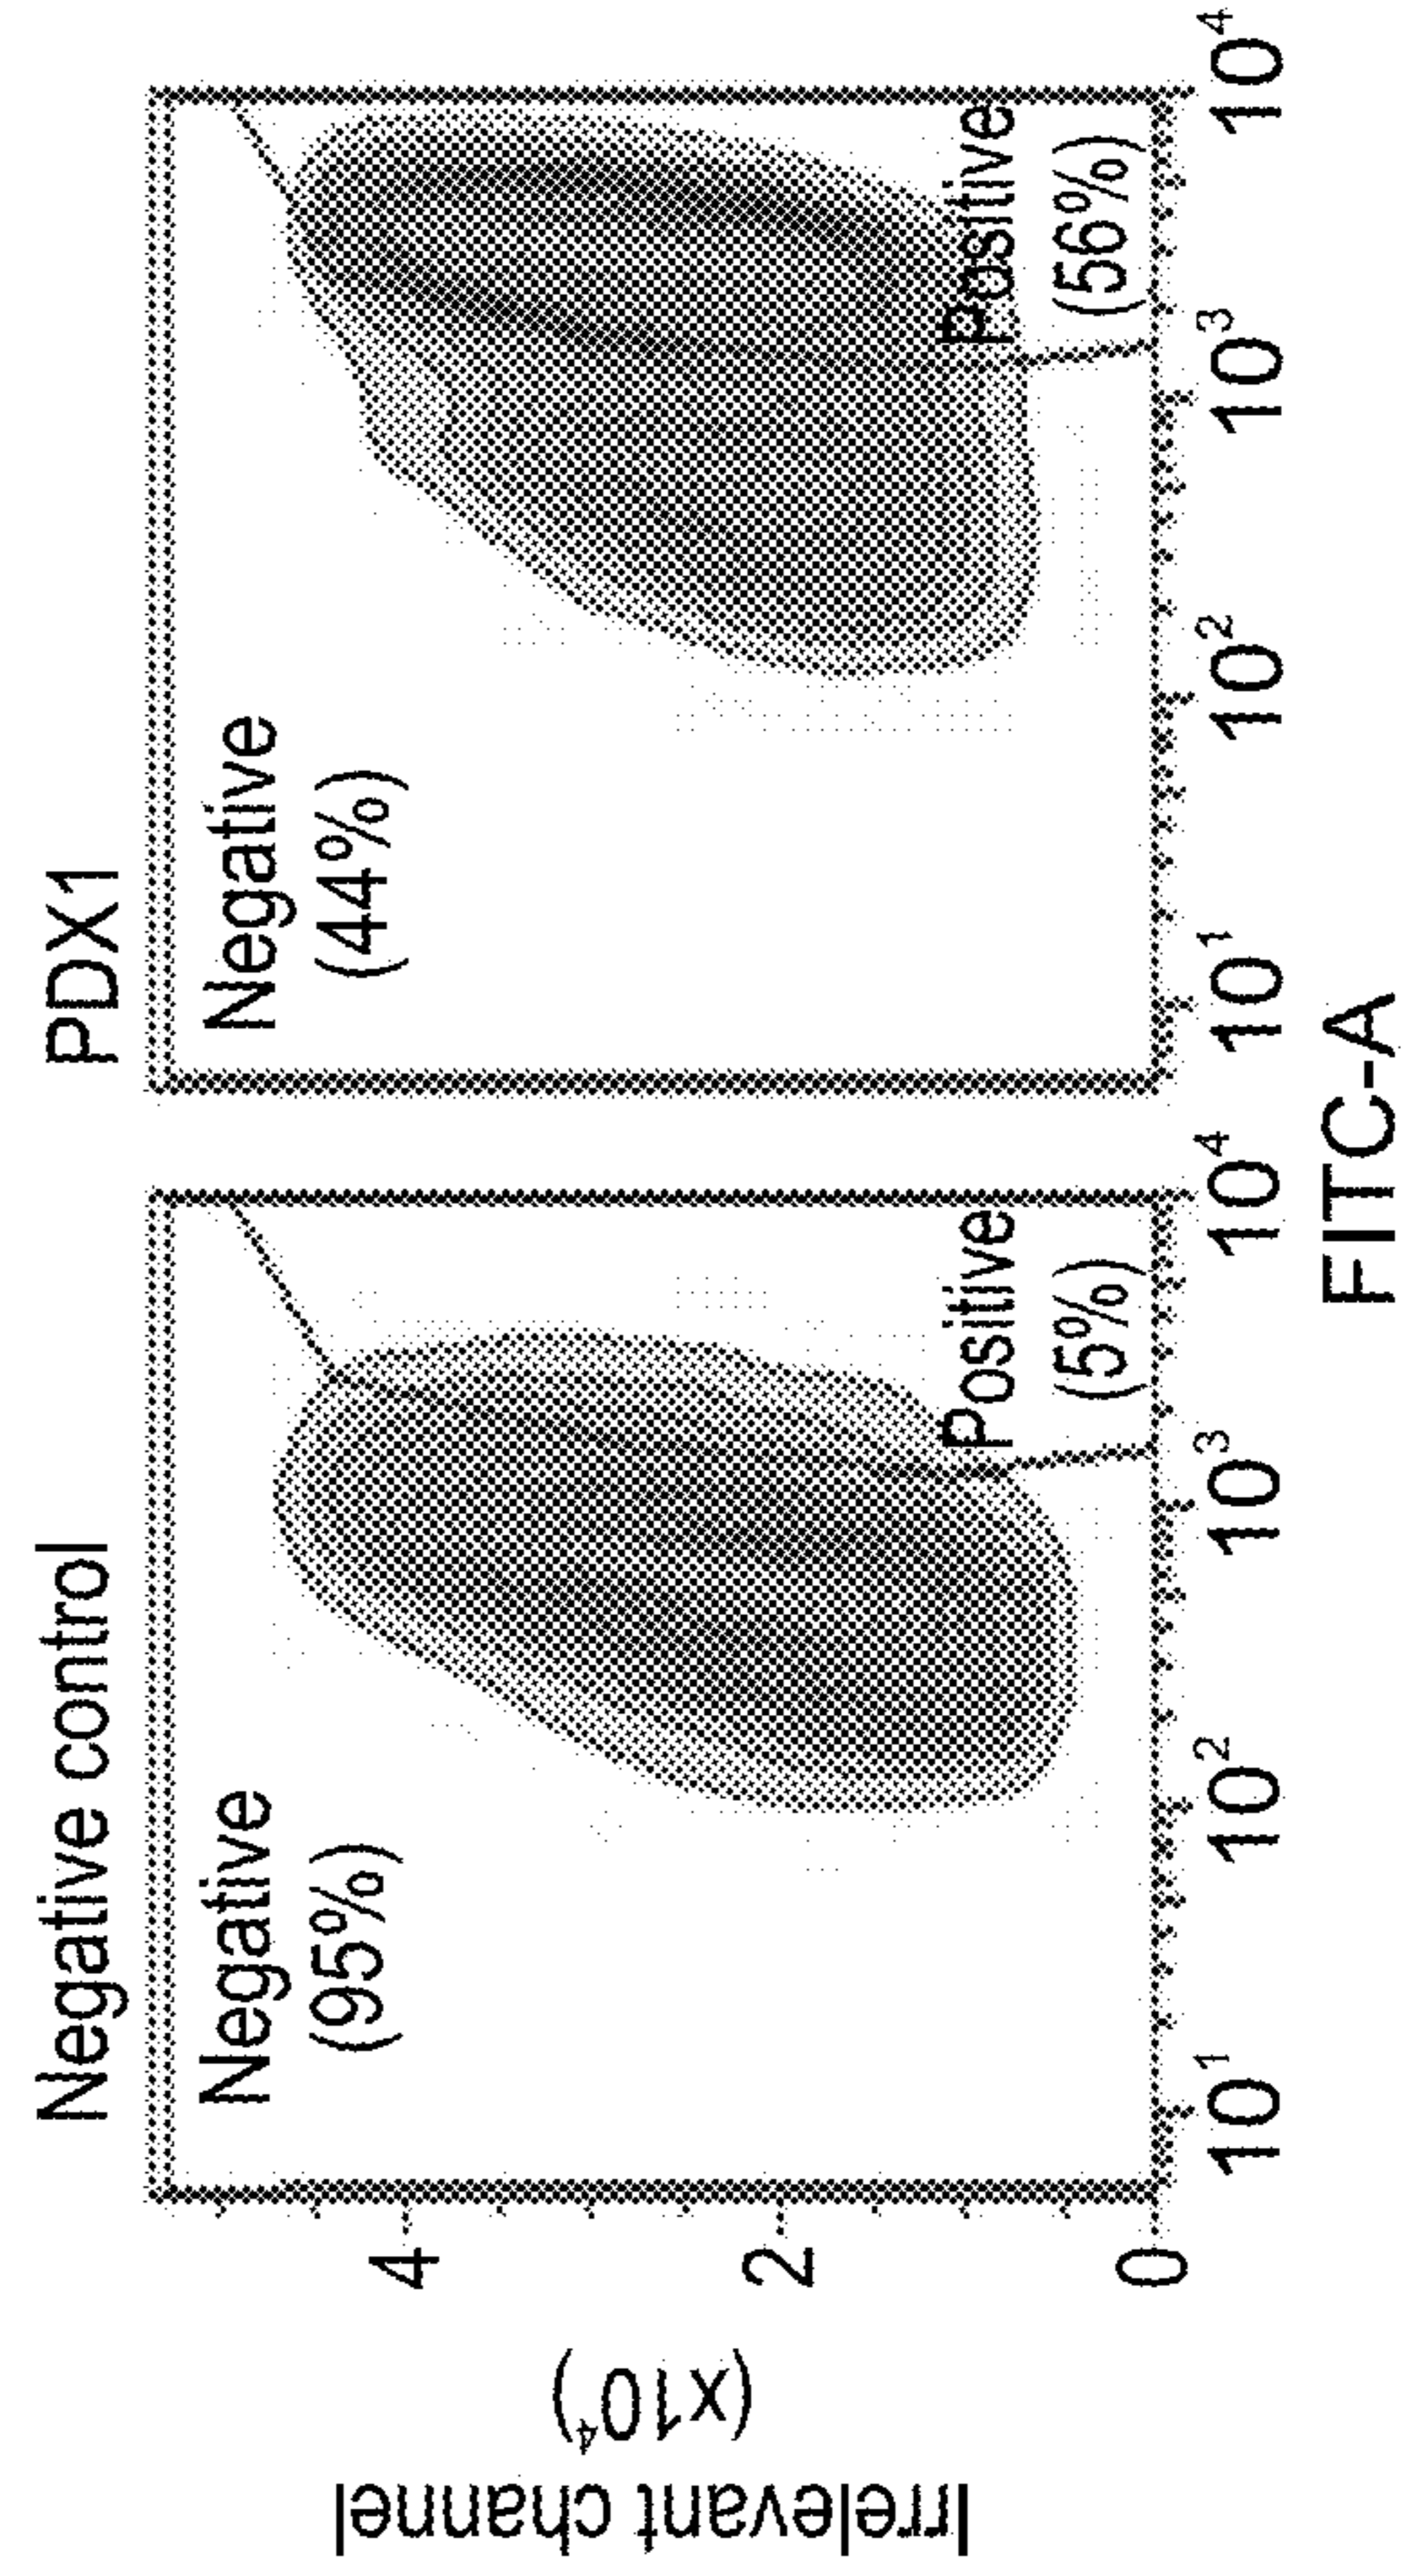 Negative control
PDX1
Negative
(95%)
Positive
(5%)
Negative
(44%)
Positive
(56%)
Irrelevant channel
(x10⁴)
4
2
0
10¹ 10² 10³ 10⁴
10¹ 10² 10³ 10⁴
FITC-A